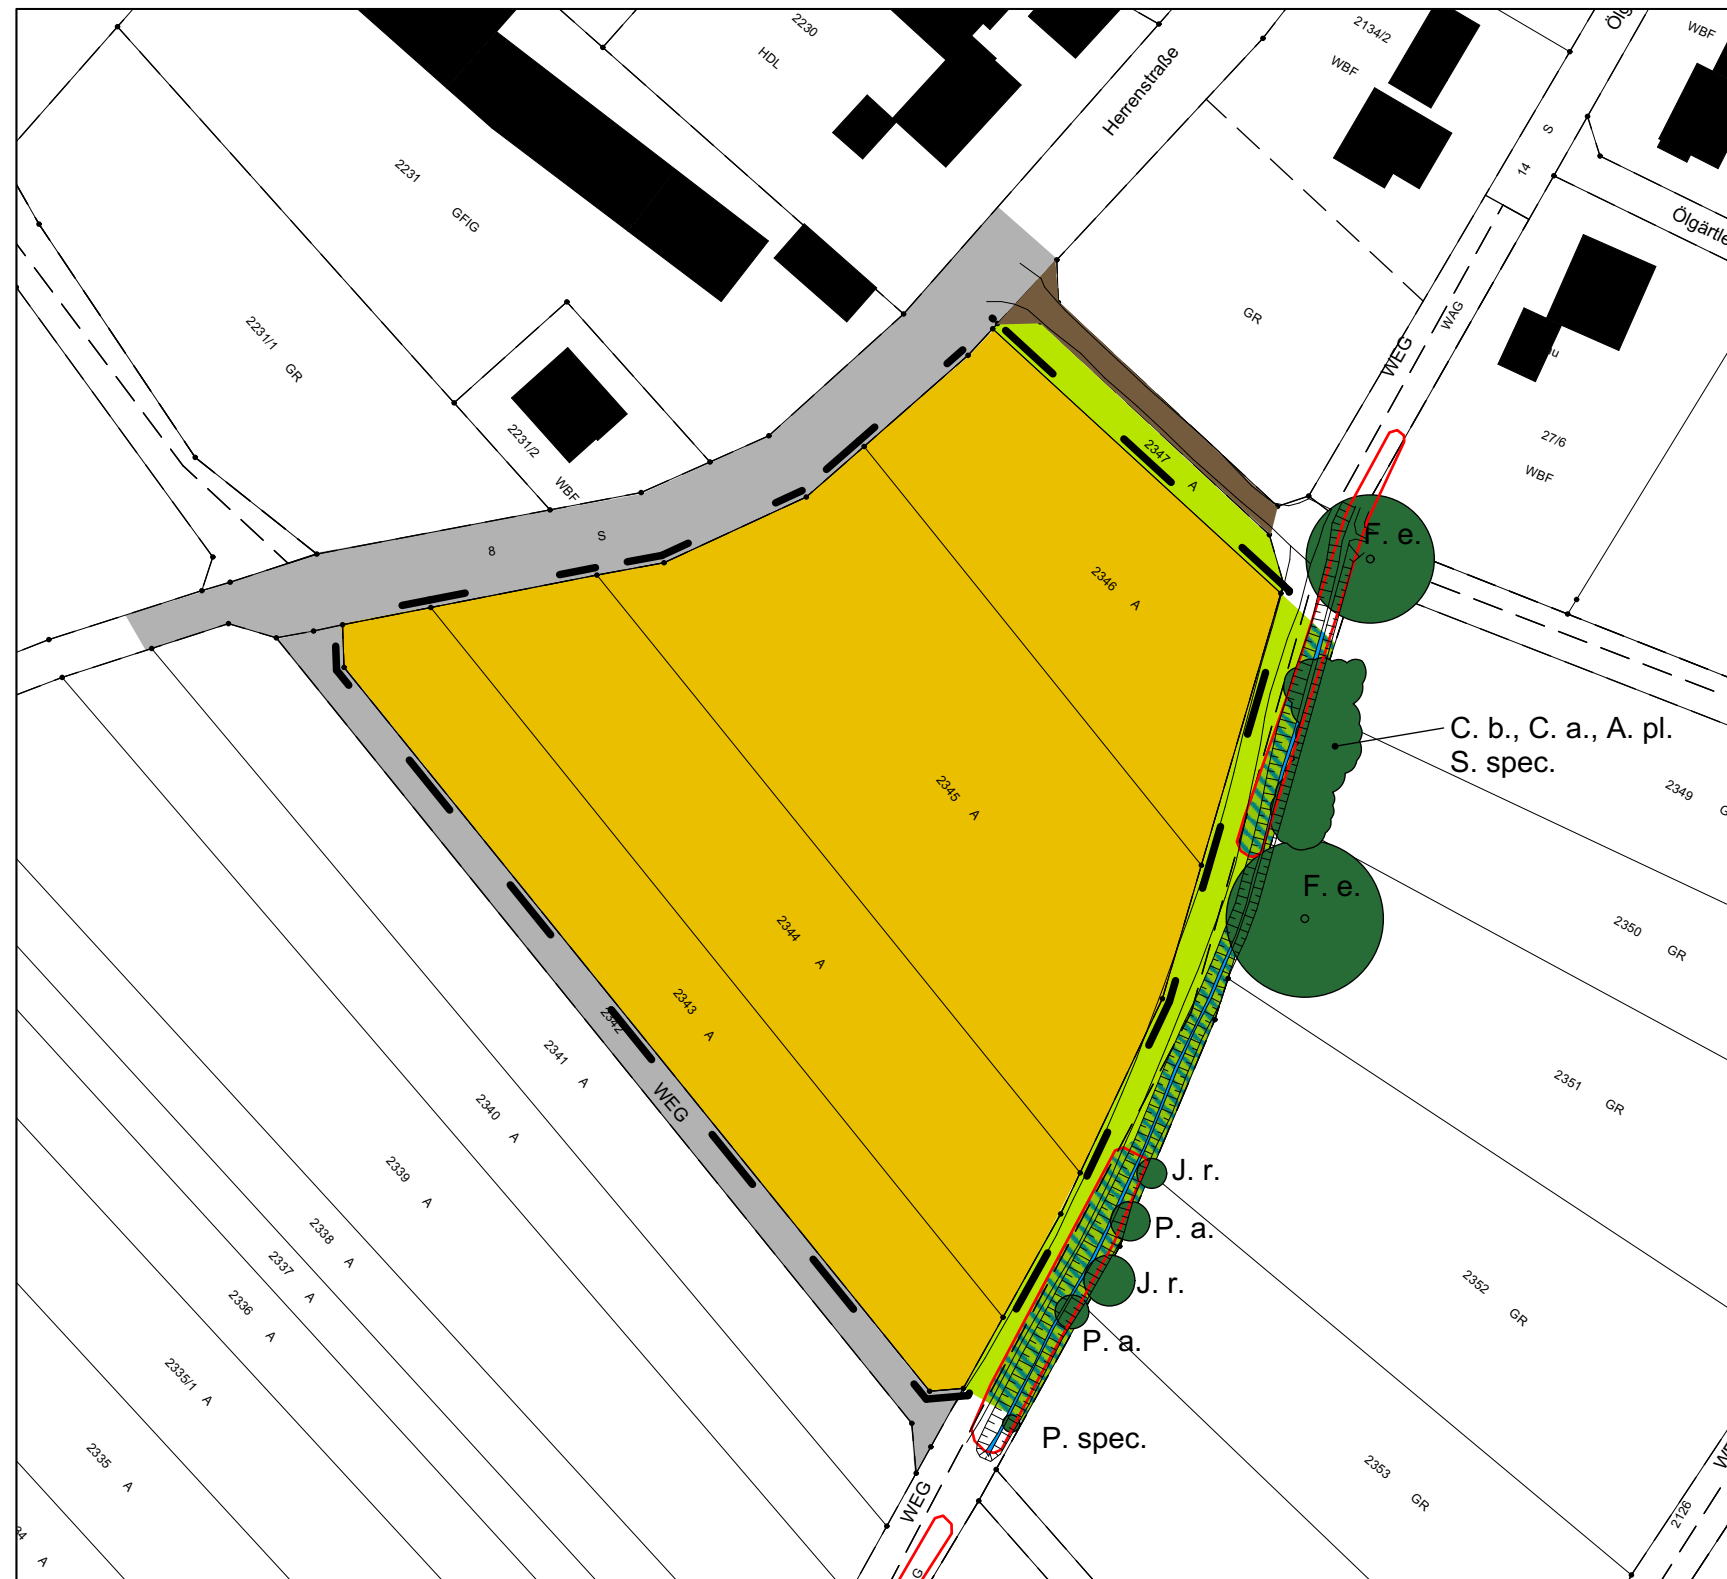 2230
HDL
Herrenstraße
2134/2
WBF
Ölg
WBF
S
14
Ölgärtle
2231
GFIG
2231/1
GR
2231/2
WBF
GR
WEG
WAG
27/6
WBF
8
S
2347
A
F. e.
2346
A
C. b., C. a., A. pl.
S. spec.
2349
G
2345
A
F. e.
2350
GR
2344
A
2343
A
2342
WEG
2341
A
2351
GR
2340
A
2339
A
J. r.
P. a.
2338
A
2337
A
2336
A
J. r.
2352
GR
P. a.
2335/1
A
P. spec.
2335
A
2353
GR
WEG
2126
A
G